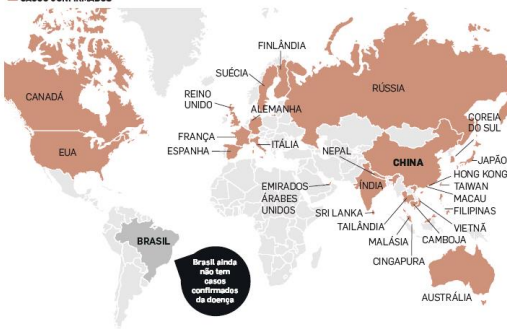 CASOS CONFIRMADOS
FINLÂNDIA
SUÉCIA
CANADÁ
REINO
UNIDO
RÚSSIA
ALEMANHA
COREIA
DO SUL
FRANÇA
ITÁLIA
EUA
ESPANHA
NEPAL
CHINA
JAPÃO
HONG KONG
EMIRADOS
ÁRABES
UNIDOS
ÍNDIA
TAIWAN
MACAU
SRI LANKA
FILIPINAS
TAILÂNDIA
VIETNÃ
BRASIL
MALÁSIA
CAMBOJA
CINGAPURA
Brasil ainda
não tem
casos
confirmados
da doença
AUSTRÁLIA